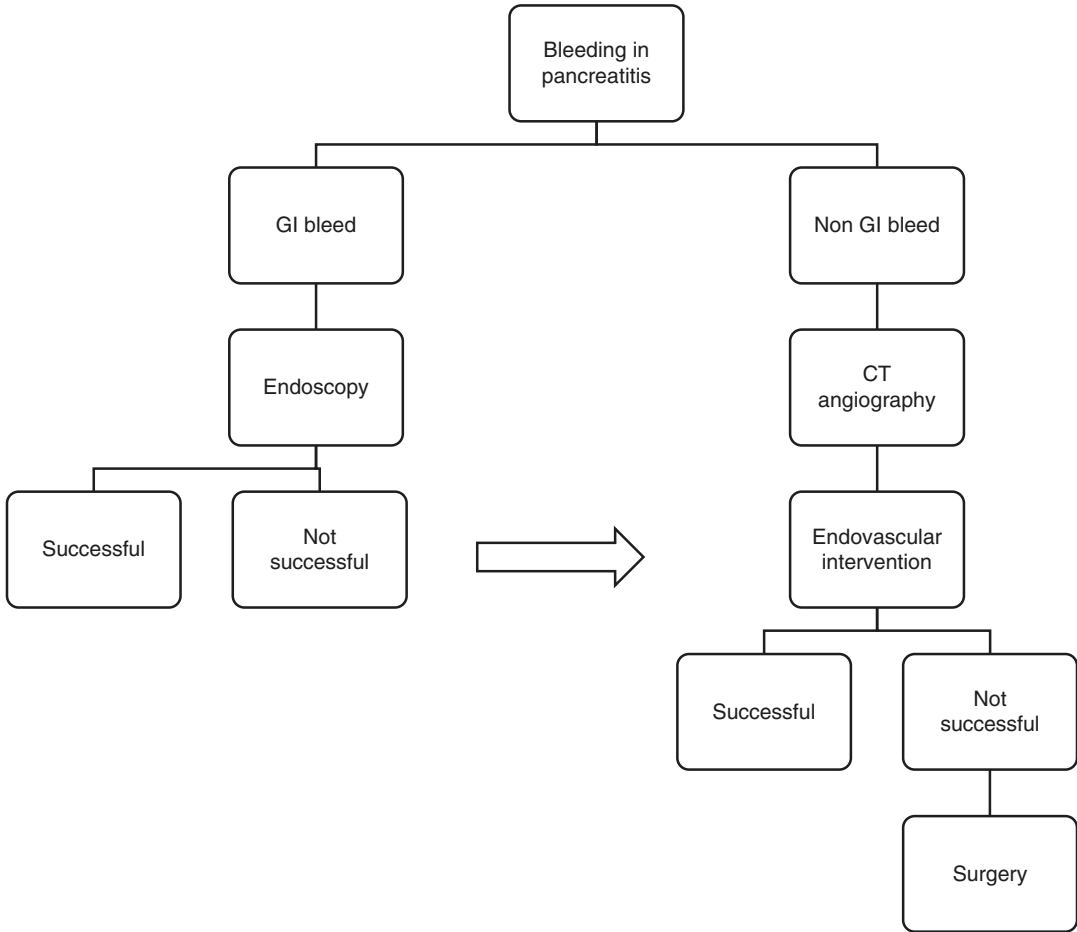 Bleeding in
pancreatitis
GI bleed
Non GI bleed
Endoscopy
CT
angiography
Successful
Not
successful
Endovascular
intervention
Successful
Not
successful
Surgery